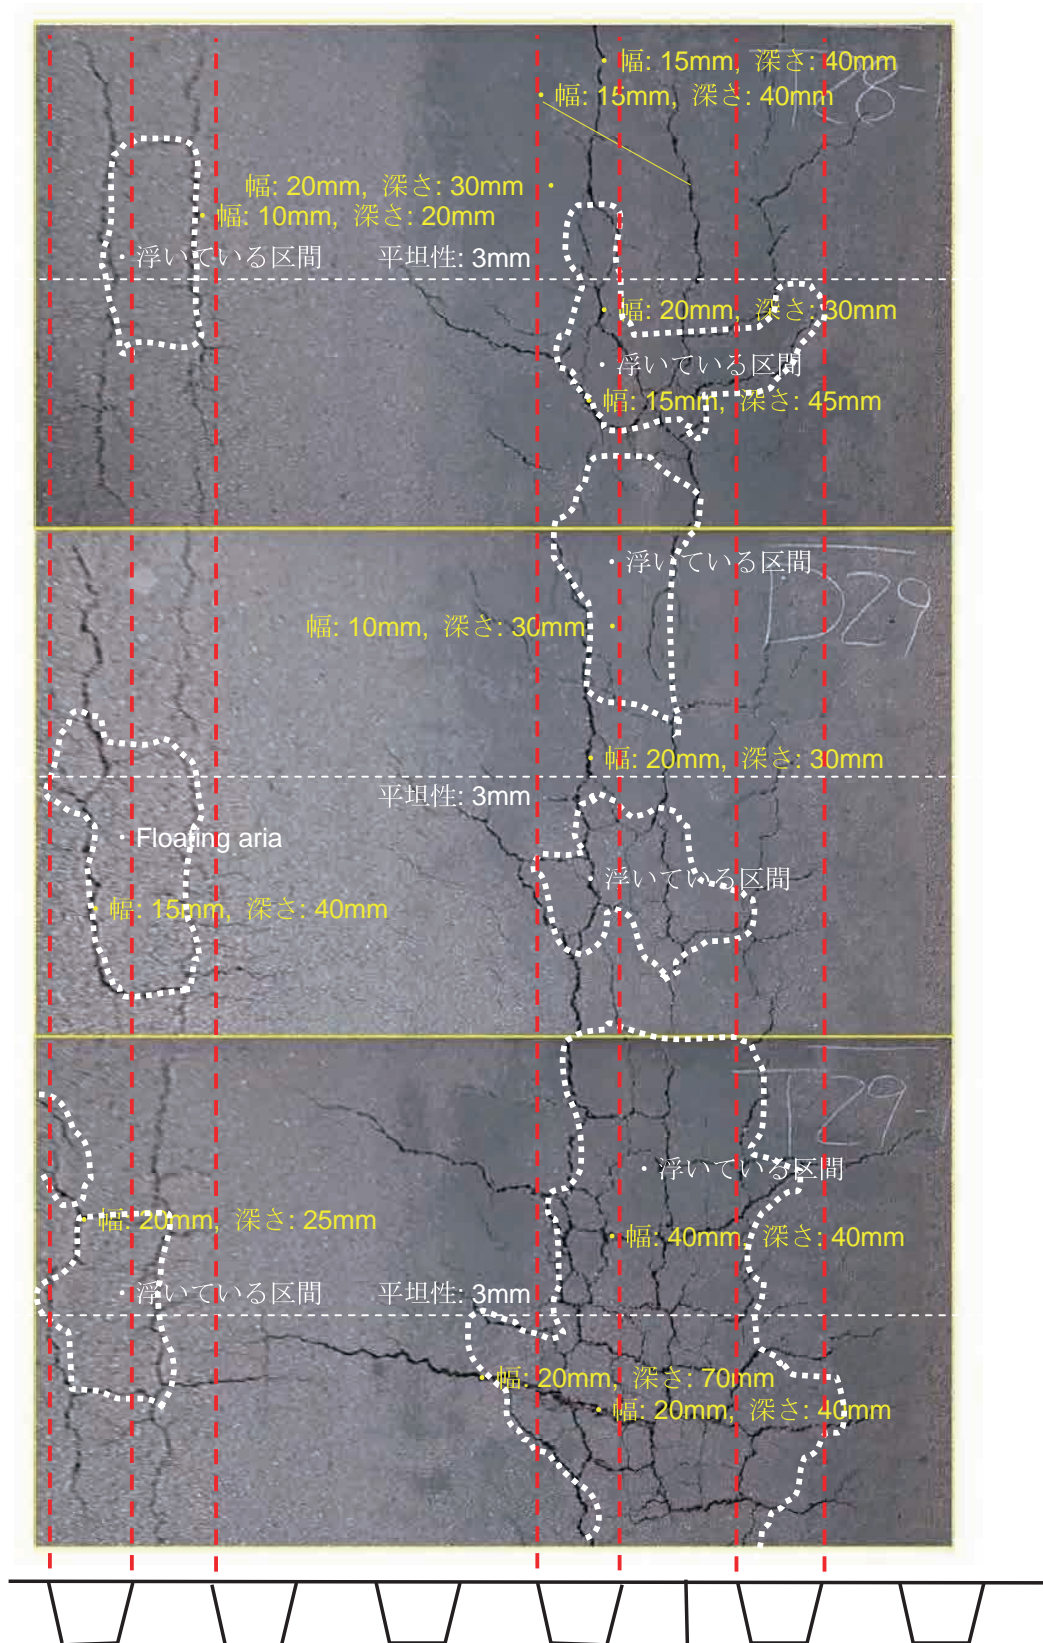 ・幅: 15mm, 深さ: 40mm
・幅: 15mm, 深さ: 40mm
T28-1
幅: 20mm, 深さ: 30mm ・
・幅: 10mm, 深さ: 20mm
・浮いている区間 平坦性: 3mm
・幅: 20mm, 深さ: 30mm
・浮いている区間
・幅: 15mm, 深さ: 45mm
・浮いている区間
D29
幅: 10mm, 深さ: 30mm ・
・幅: 20mm, 深さ: 30mm
平坦性: 3mm
・Floating aria
・浮いている区間
・幅: 15mm, 深さ: 40mm
T29-1
・浮いている区間
・幅: 20mm, 深さ: 25mm
・幅: 40mm, 深さ: 40mm
・浮いている区間 平坦性: 3mm
・幅: 20mm, 深さ: 70mm
・幅: 20mm, 深さ: 40mm